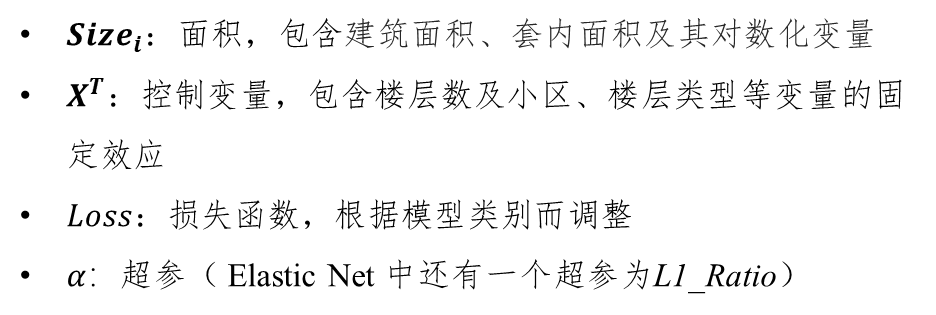 • Sizeᵢ：面积，包含建筑面积、套内面积及其对数化变量
• Xᵀ：控制变量，包含楼层数及小区、楼层类型等变量的固
定效应
• Loss：损失函数，根据模型类别而调整
• α：超参（Elastic Net 中还有一个超参为L1_Ratio）